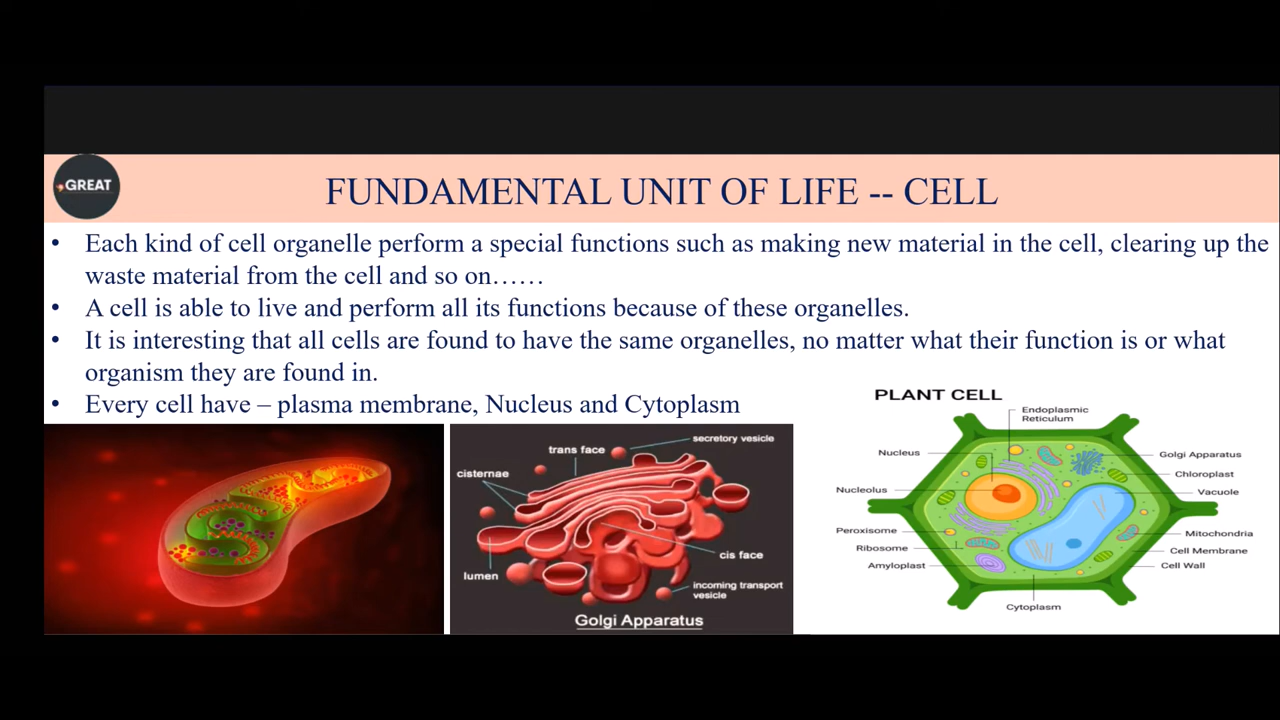 GREAT
FUNDAMENTAL UNIT OF LIFE -- CELL
• Each kind of cell organelle perform a special functions such as making new material in the cell, clearing up the
waste material from the cell and so on……
• A cell is able to live and perform all its functions because of these organelles.
• It is interesting that all cells are found to have the same organelles, no matter what their function is or what
organism they are found in.
• Every cell have – plasma membrane, Nucleus and Cytoplasm
secretory vesicle
trans face
cisternae
cis face
lumen
incoming transport
vesicle
Golgi Apparatus
PLANT CELL
Endoplasmic
Reticulum
Nucleus
Golgi Apparatus
Chloroplast
Nucleolus
Vacuole
Peroxisome
Mitochondria
Ribosome
Cell Membrane
Amyloplast
Cell Wall
Cytoplasm